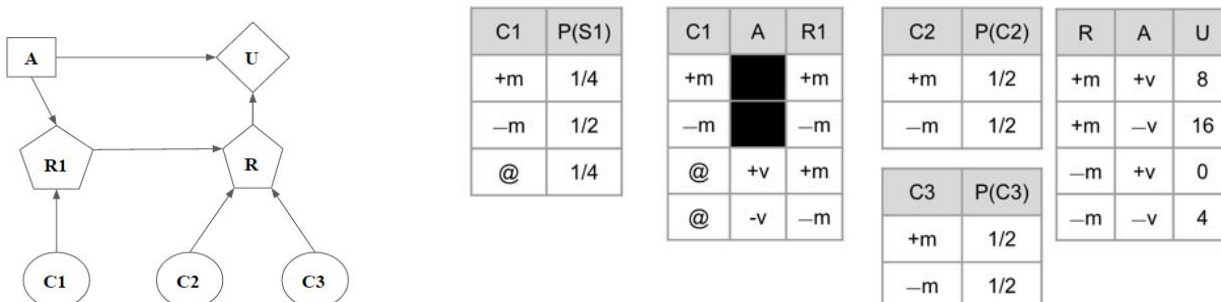 A
U
R1
R
C1
C2
C3
C1 P(S1)
+m 1/4
—m 1/2
@ 1/4
C1 A R1
+m +m
—m —m
@ +v +m
@ -v —m
C2 P(C2)
+m 1/2
—m 1/2
C3 P(C3)
+m 1/2
—m 1/2
R A U
+m +v 8
+m —v 16
—m +v 0
—m —v 4